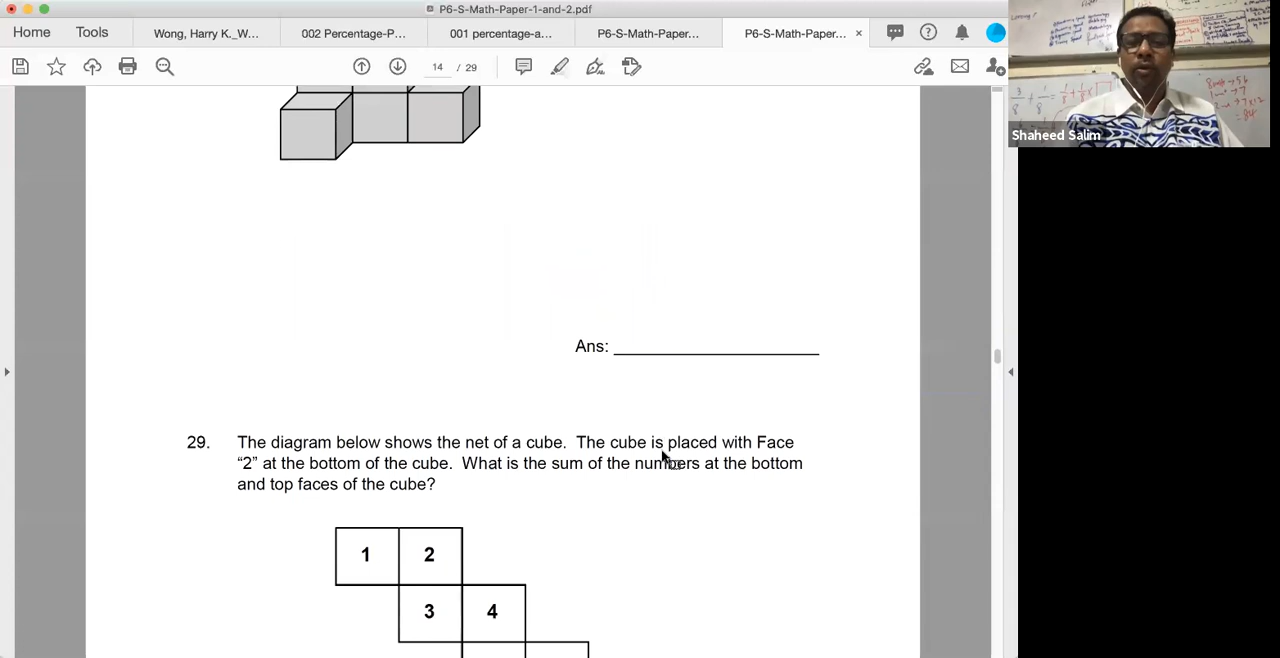 P6-S-Math-Paper-1-and-2.pdf
Home Tools Wong, Harry K._W... 002 Percentage-P... 001 percentage-a... P6-S-Math-Paper... P6-S-Math-Paper... ×
14 / 29
Shaheed Salim
Ans:
29. The diagram below shows the net of a cube. The cube is placed with Face
“2” at the bottom of the cube. What is the sum of the numbers at the bottom
and top faces of the cube?
1 2
3 4